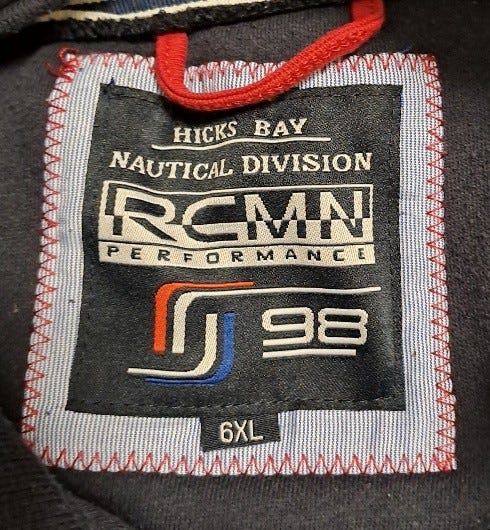 HICKS BAY
NAUTICAL DIVISION
RCMN
PERFORMANCE
98
6XL